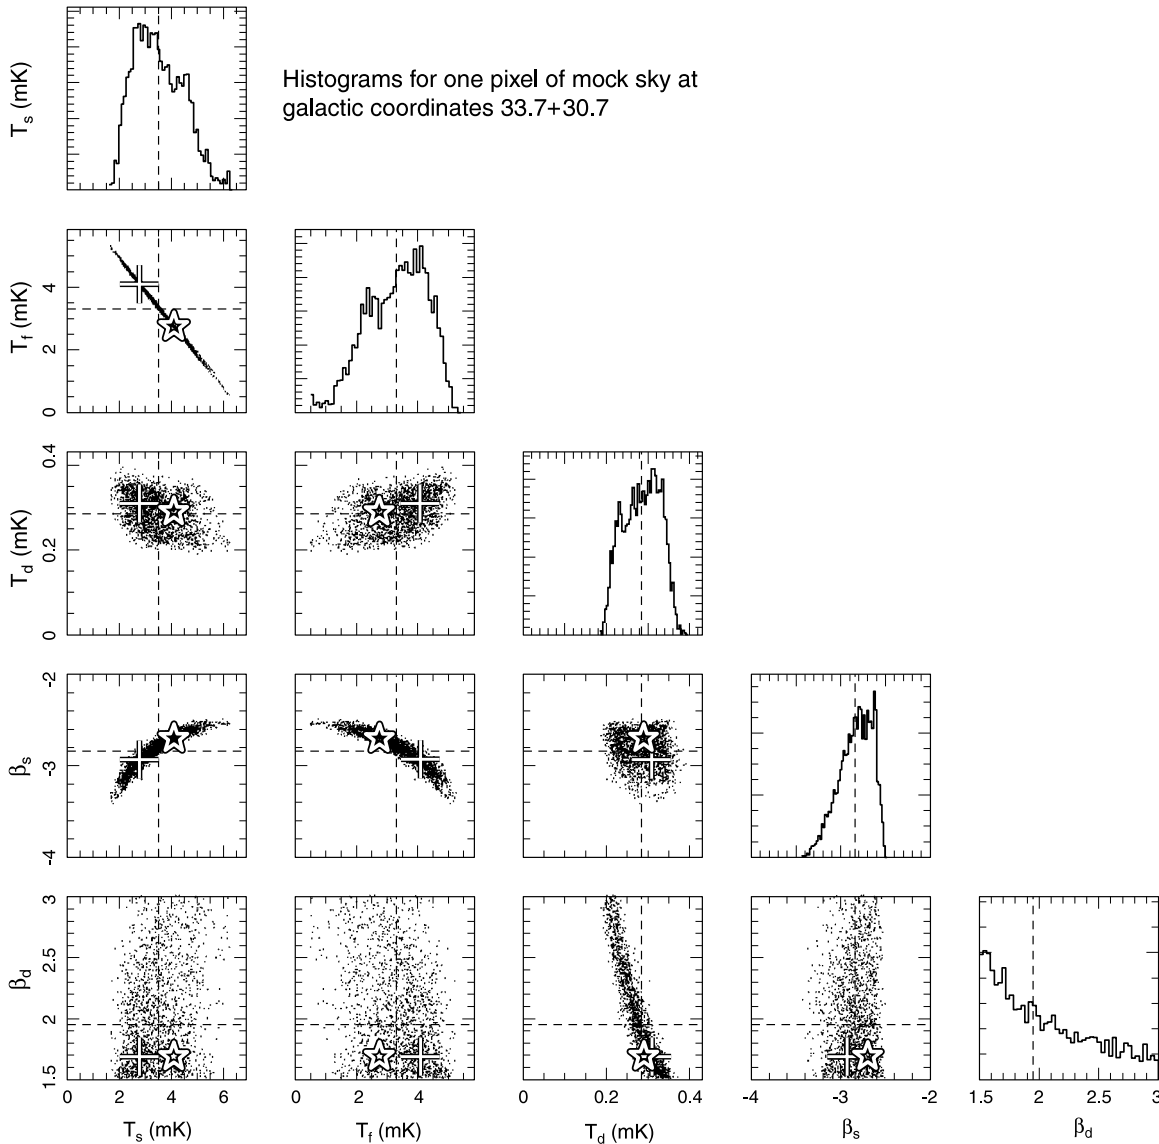 T_s (mK)
Histograms for one pixel of mock sky at
galactic coordinates 33.7+30.7
T_f (mK)
4
2
0
T_d (mK)
0.4
0.2
0
β_s
-2
-3
-4
β_d
3
2.5
2
1.5
0 2 4 6
0 2 4 6
0 0.2 0.4
-4 -3 -2
1.5 2 2.5 3
T_s (mK) T_f (mK) T_d (mK) β_s β_d